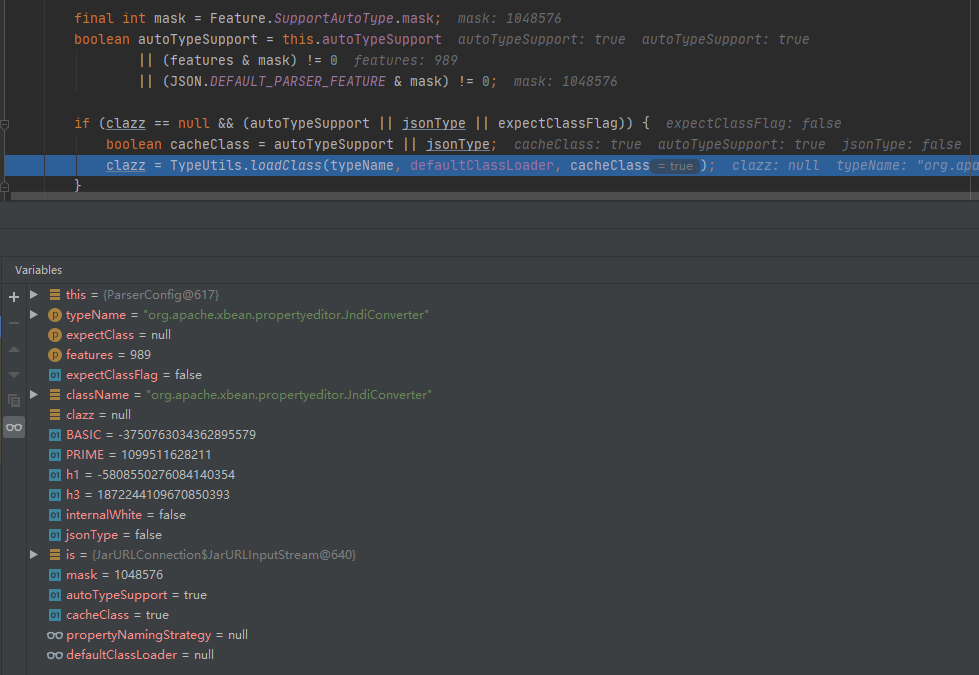 final int mask = Feature.SupportAutoType.mask;  mask: 1048576
boolean autoTypeSupport = this.autoTypeSupport  autoTypeSupport: true  autoTypeSupport: true
|| (features & mask) != 0  features: 989
|| (JSON.DEFAULT_PARSER_FEATURE & mask) != 0;  mask: 1048576
if (clazz == null && (autoTypeSupport || jsonType || expectClassFlag)) {  expectClassFlag: false
boolean cacheClass = autoTypeSupport || jsonType;  cacheClass: true  autoTypeSupport: true  jsonType: false
clazz = TypeUtils.loadClass(typeName, defaultClassLoader, cacheClass = true );  clazz: null  typeName: "org.apa
}
Variables
this = {ParserConfig@617}
typeName = "org.apache.xbean.propertyeditor.JndiConverter"
expectClass = null
features = 989
expectClassFlag = false
className = "org.apache.xbean.propertyeditor.JndiConverter"
clazz = null
BASIC = -3750763034362895579
PRIME = 1099511628211
h1 = -5808550276084140354
h3 = 1872244109670850393
internalWhite = false
jsonType = false
is = {JarURLConnection$JarURLInputStream@640}
mask = 1048576
autoTypeSupport = true
cacheClass = true
propertyNamingStrategy = null
defaultClassLoader = null